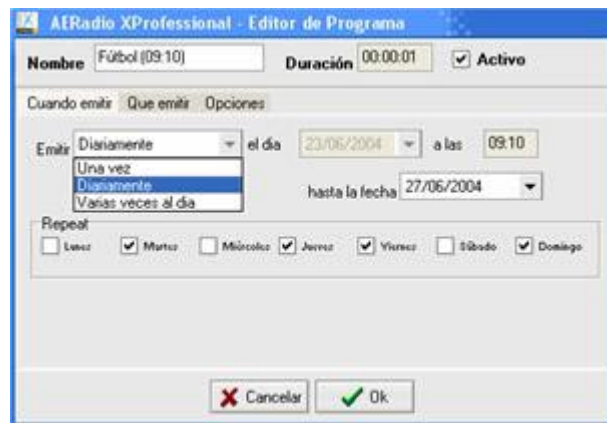 AERadio XProfessional - Editor de Programa
Nombre Fútbol (09:10) Duración 00:00:01 Activo
Cuando emitir Que emitir Opciones
Emitir Diariamente el dia 23/06/2004 a las 09:10
Una vez
Diariamente
Varias veces al dia
hasta la fecha 27/06/2004
Repeat
Lunes Martes Miércoles Jueves Viernes Sábado Domingo
Cancelar Ok